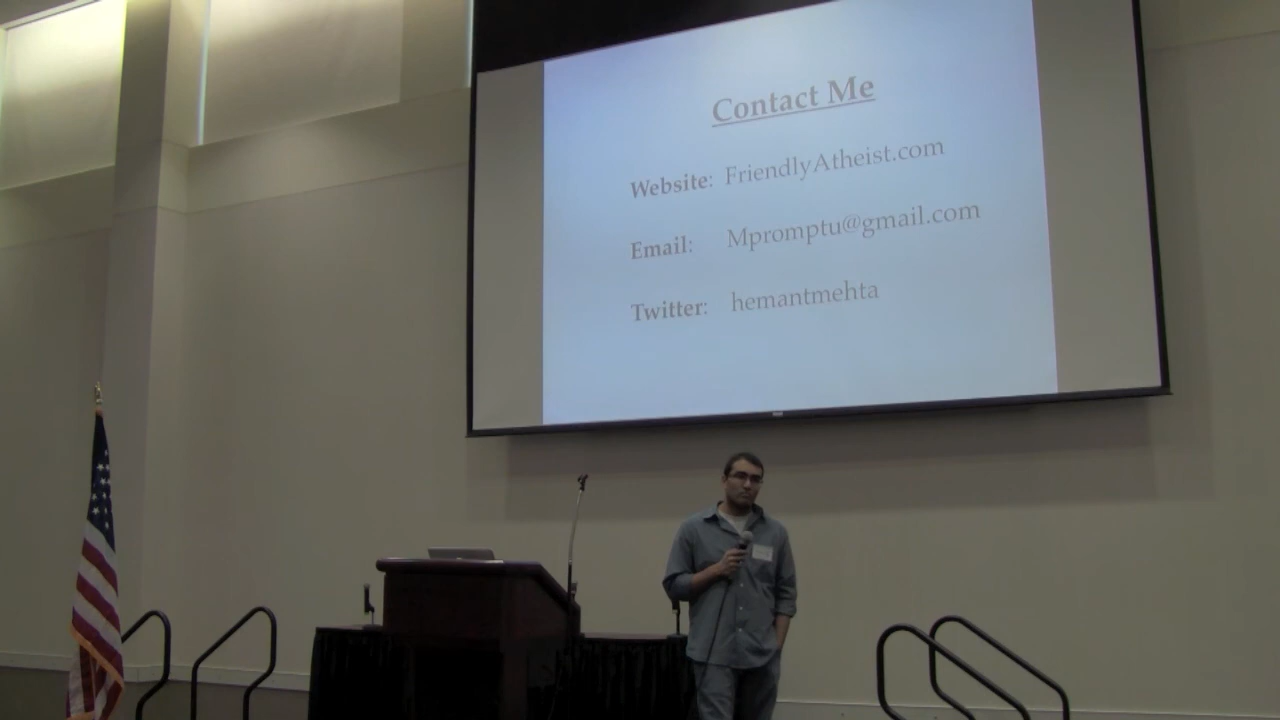 Contact Me
Website: FriendlyAtheist.com
Email: Mpromptu@gmail.com
Twitter: hemantmehta